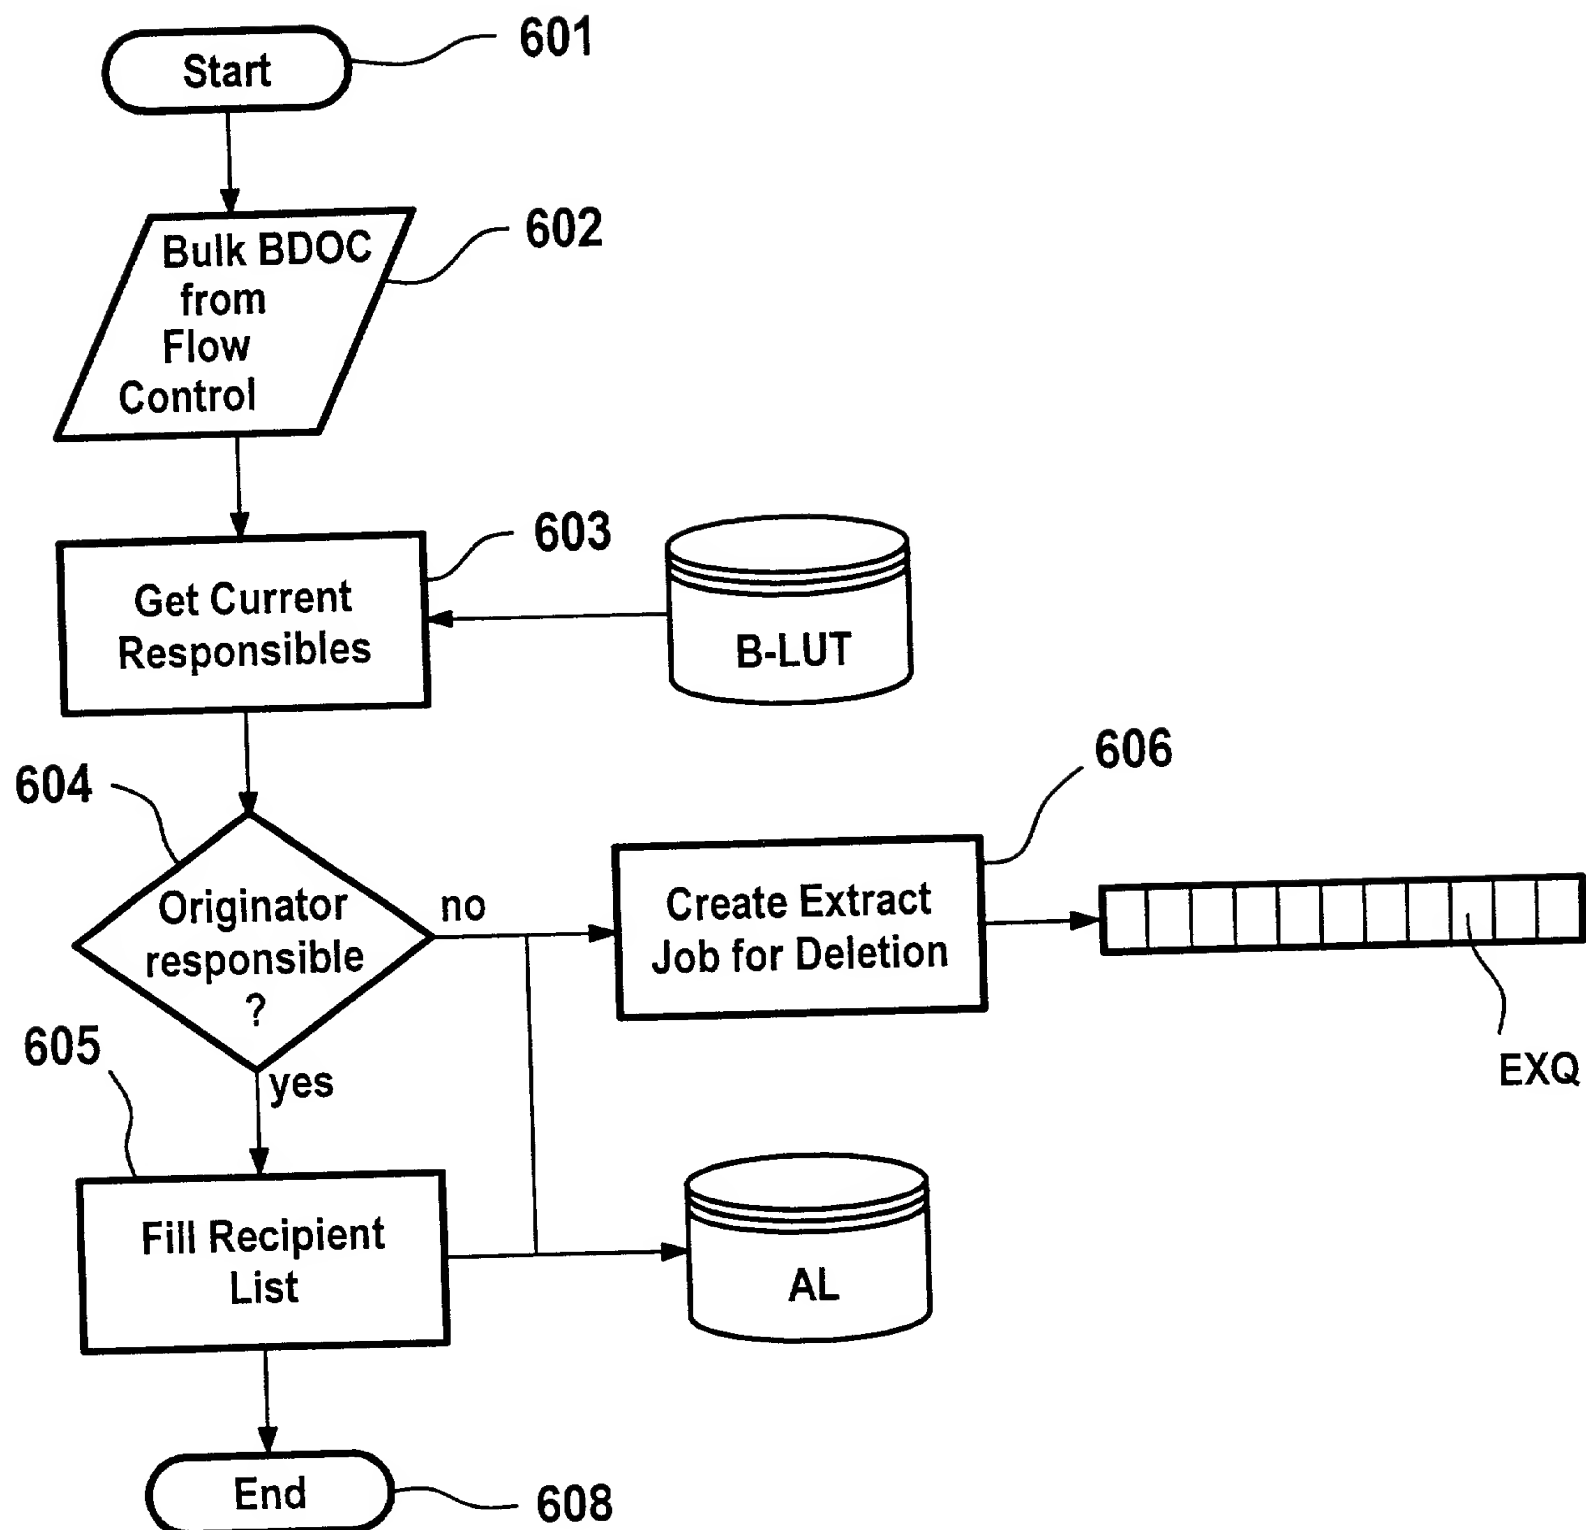 601
Start
602
Bulk BDOC
from
Flow
Control
603
Get Current
Responsibles
B-LUT
604
Originator
responsible
?
no
yes
606
Create Extract
Job for Deletion
EXQ
605
Fill Recipient
List
AL
End
608